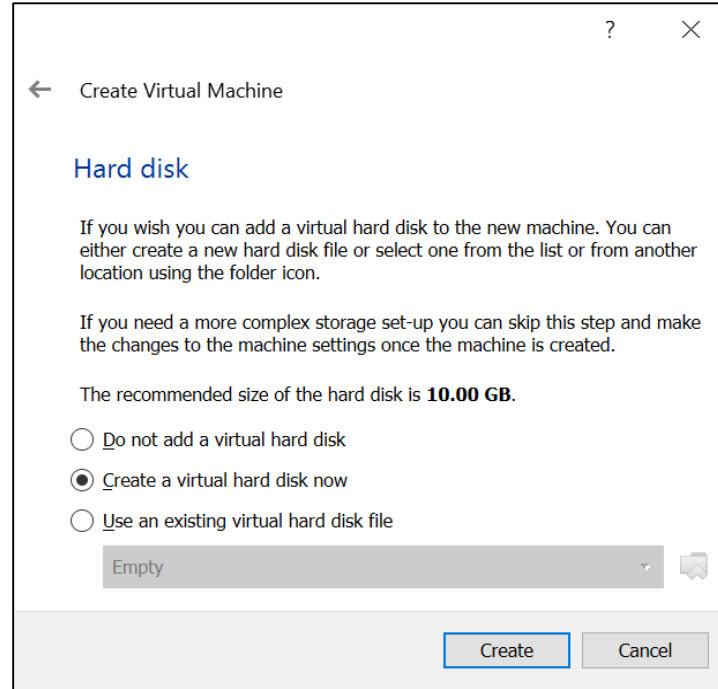 ?
Create Virtual Machine
Hard disk
If you wish you can add a virtual hard disk to the new machine. You can
either create a new hard disk file or select one from the list or from another
location using the folder icon.
If you need a more complex storage set-up you can skip this step and make
the changes to the machine settings once the machine is created.
The recommended size of the hard disk is 10.00 GB.
Do not add a virtual hard disk
Create a virtual hard disk now
Use an existing virtual hard disk file
Empty
Create Cancel